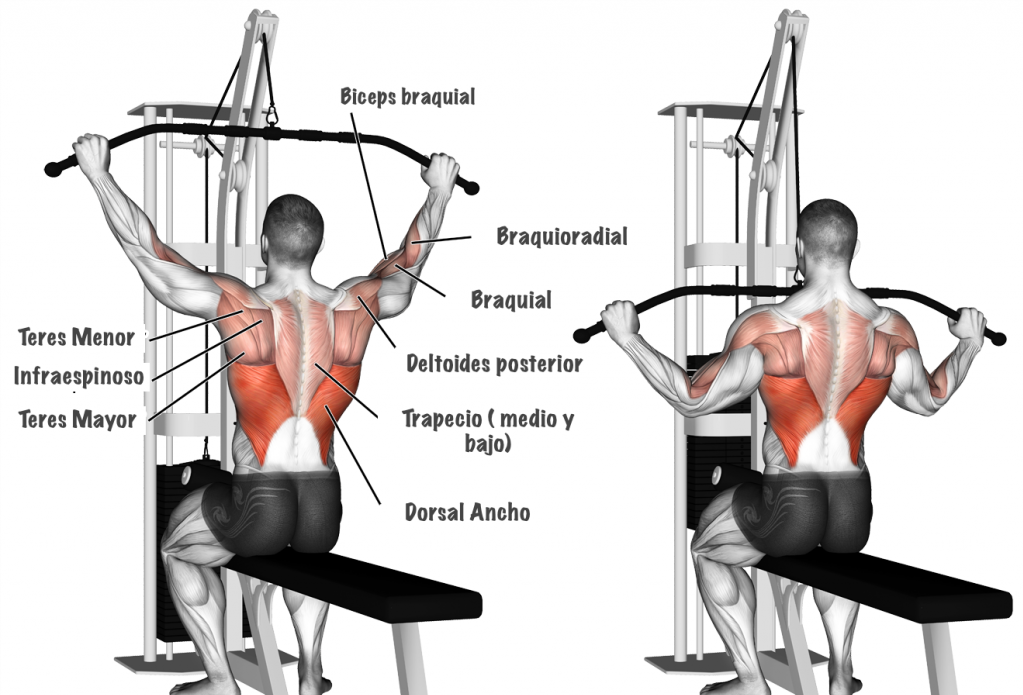 Biceps braquial
Braquioradial
Braquial
Teres Menor
Deltoides posterior
Infraespinoso
Teres Mayor
Trapecio ( medio y
bajo)
Dorsal Ancho